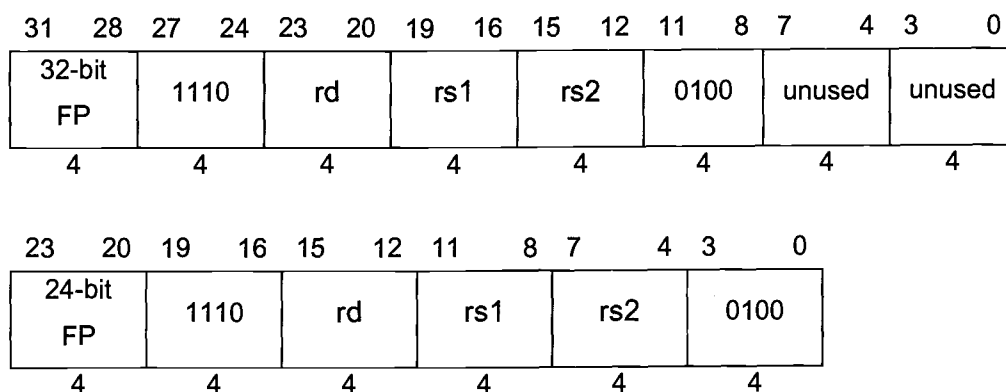 31 28 27 24 23 20 19 16 15 12 11 8 7 4 3 0
32-bit
FP 1110 rd rs1 rs2 0100 unused unused
4 4 4 4 4 4 4 4
23 20 19 16 15 12 11 8 7 4 3 0
24-bit
FP 1110 rd rs1 rs2 0100
4 4 4 4 4 4